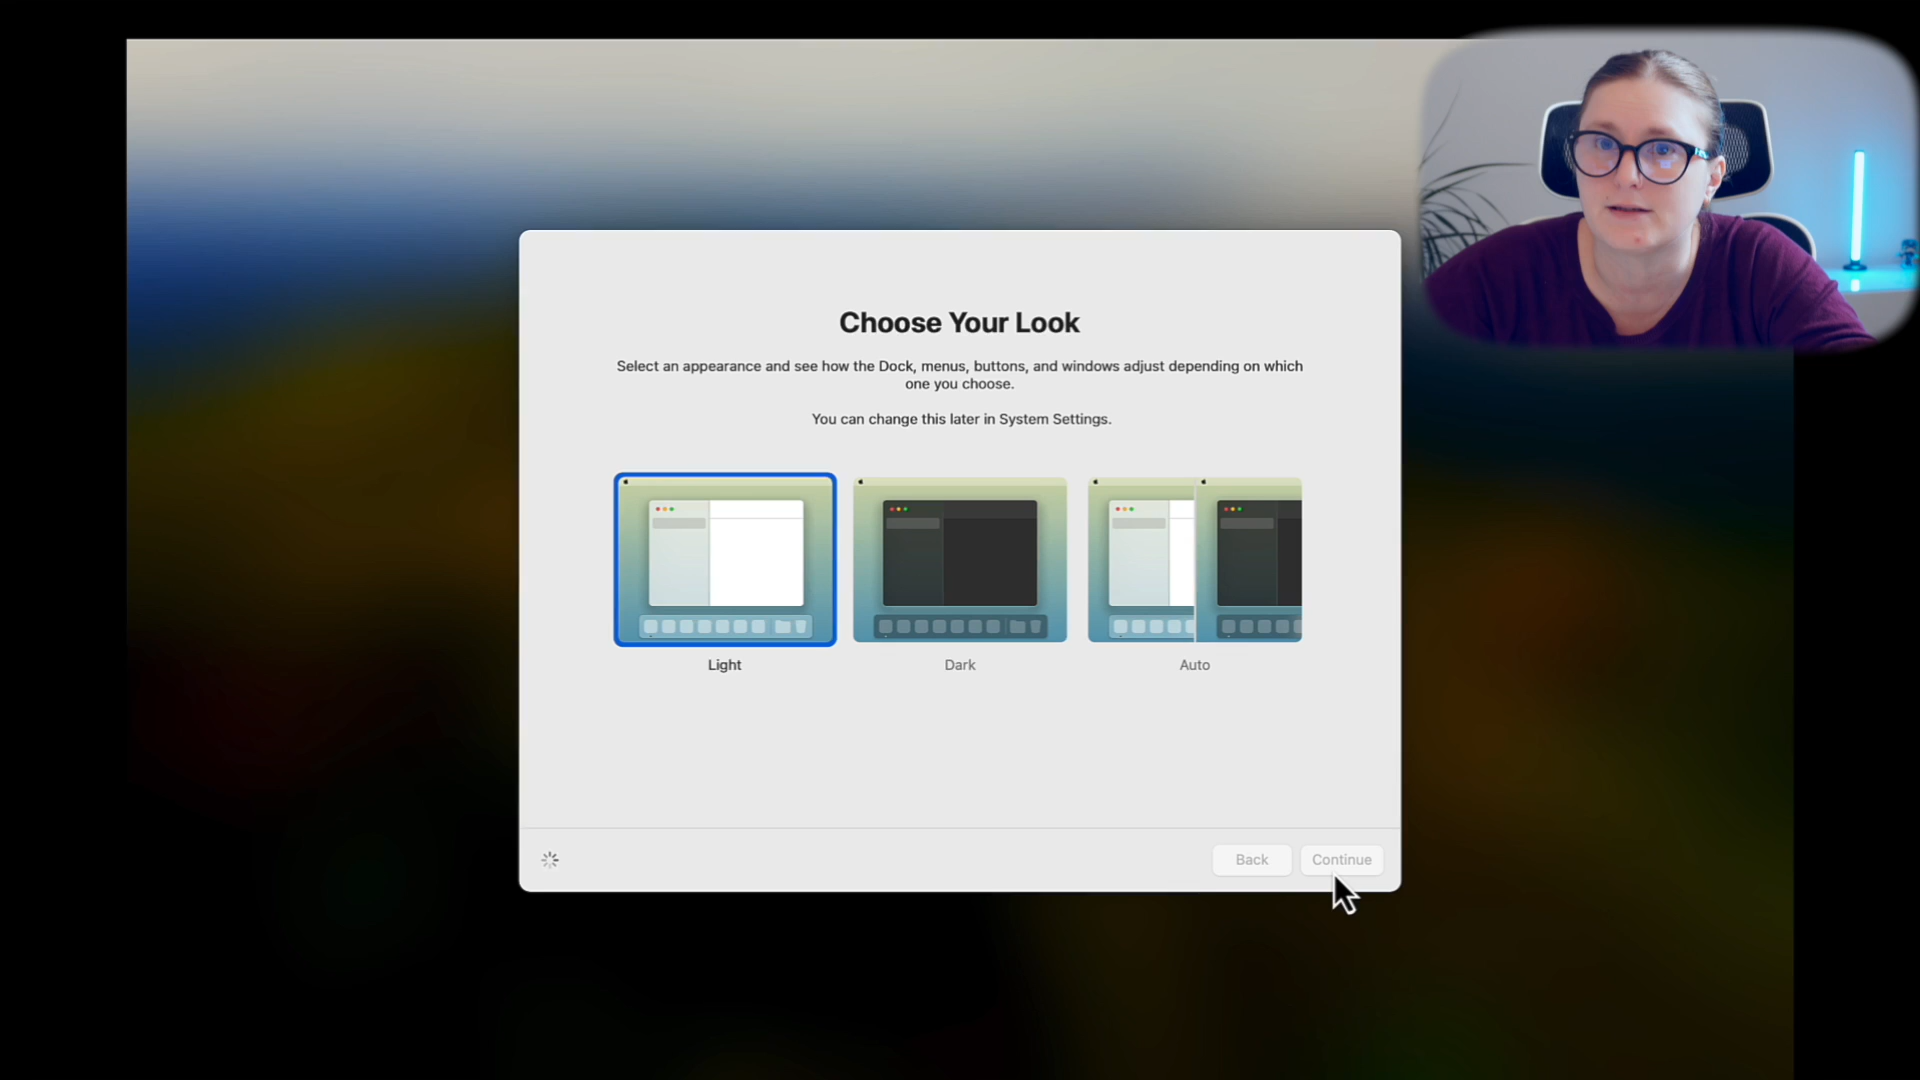 Choose Your Look
Select an appearance and see how the Dock, menus, buttons, and windows adjust depending on which
one you choose.
You can change this later in System Settings.
Light
Dark
Auto
Back
Continue